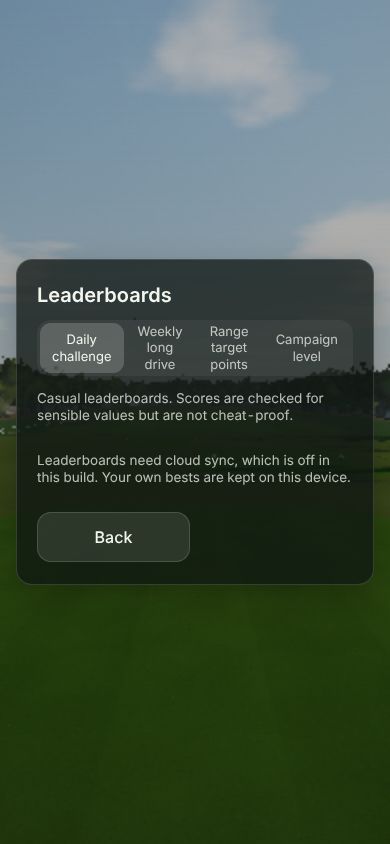 Leaderboards
Daily challenge
Weekly long drive
Range target points
Campaign level
Casual leaderboards. Scores are checked for
sensible values but are not cheat-proof.
Leaderboards need cloud sync, which is off in
this build. Your own bests are kept on this device.
Back